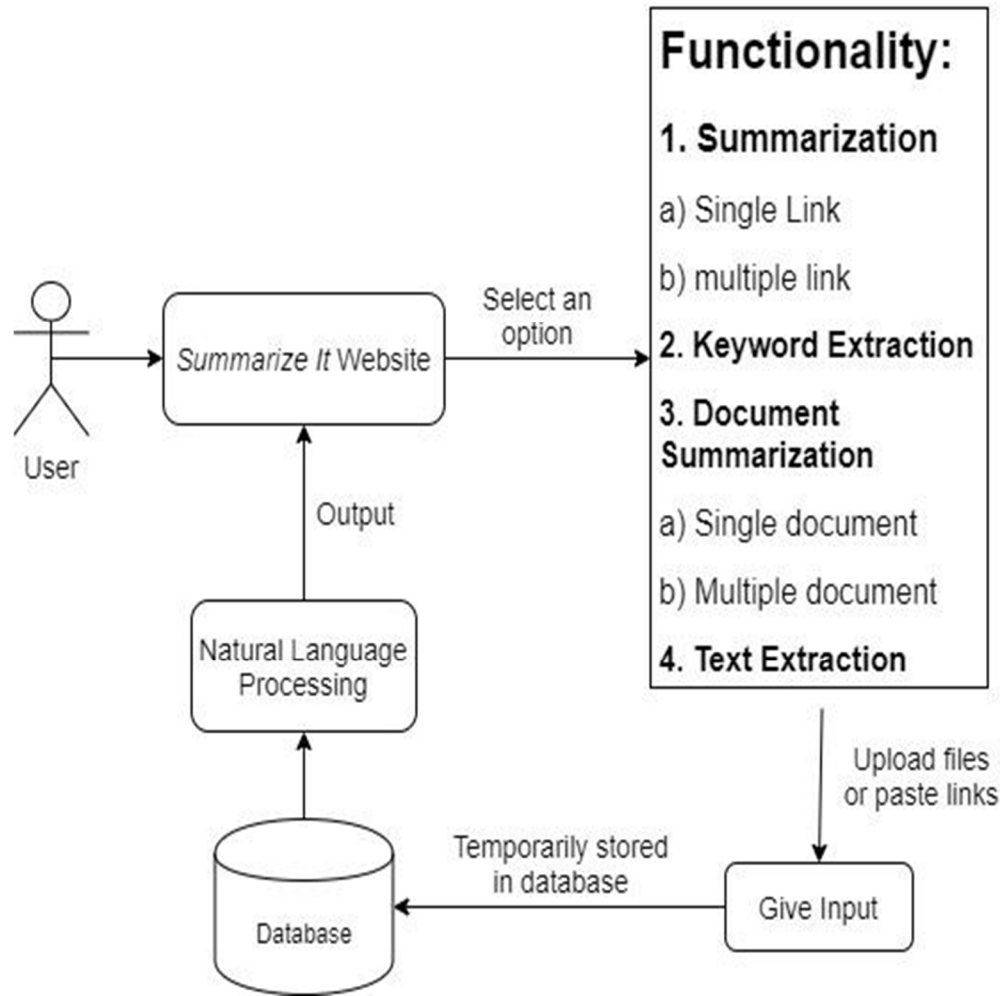 Functionality:
1. Summarization
a) Single Link
b) multiple link
2. Keyword Extraction
3. Document
Summarization
a) Single document
b) Multiple document
4. Text Extraction
Select an
option
Summarize It Website
User
Output
Natural Language
Processing
Upload files
or paste links
Temporarily stored
in database
Give Input
Database